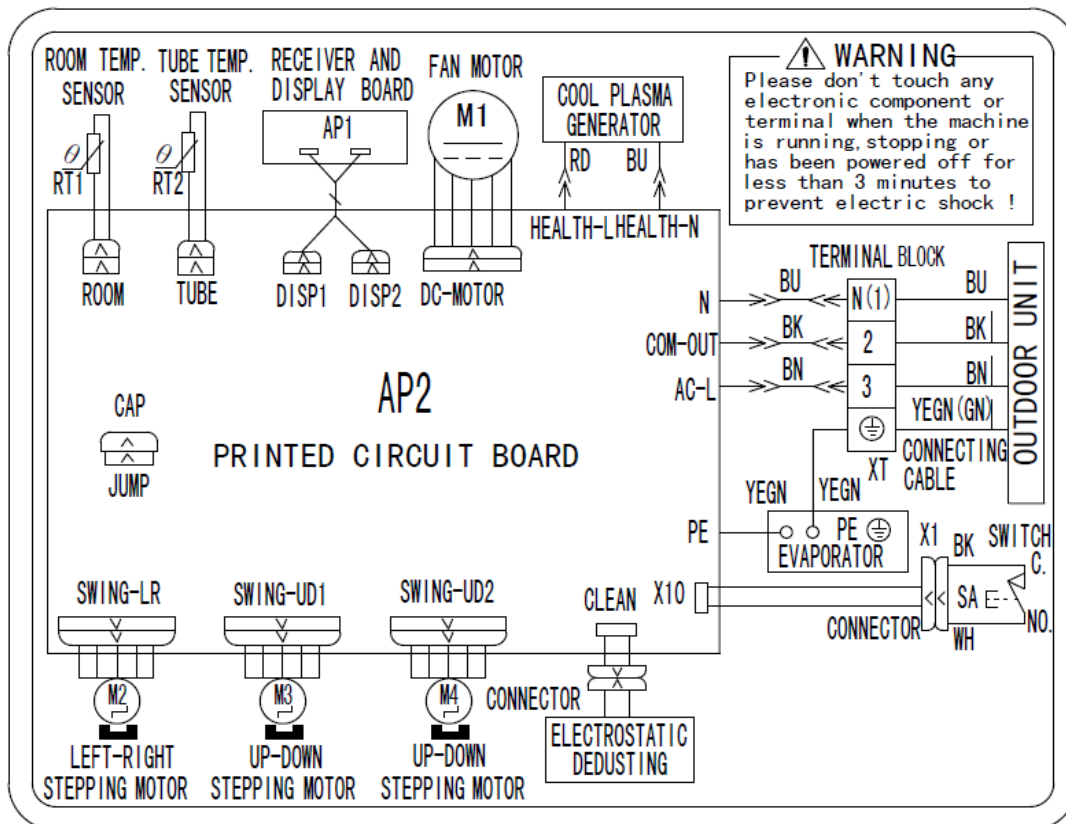 ROOM TEMP.
SENSOR
TUBE TEMP.
SENSOR
RECEIVER AND
DISPLAY BOARD
AP1
FAN MOTOR
M1
COOL PLASMA
GENERATOR
RD
BU
WARNING
Please don't touch any
electronic component or
terminal when the machine
is running, stopping or
has been powered off for
less than 3 minutes to
prevent electric shock !
θ
RT1
θ
RT2
HEALTH-L
HEALTH-N
ROOM
TUBE
DISP1
DISP2
DC-MOTOR
TERMINAL BLOCK
N
BU
N(1)
BU
COM-OUT
BK
2
BK
AC-L
BN
3
BN
YEGN(GN)
XT
CONNECTING
CABLE
OUTDOOR UNIT
AP2
PRINTED CIRCUIT BOARD
CAP
JUMP
YEGN
YEGN
PE
PE
EVAPORATOR
X1
BK
SWITCH
C.
SA
NO.
WH
CONNECTOR
SWING-LR
SWING-UD1
SWING-UD2
CLEAN
X10
M2
M3
M4
CONNECTOR
LEFT-RIGHT
STEPPING MOTOR
UP-DOWN
STEPPING MOTOR
UP-DOWN
STEPPING MOTOR
ELECTROSTATIC
DEDUSTING